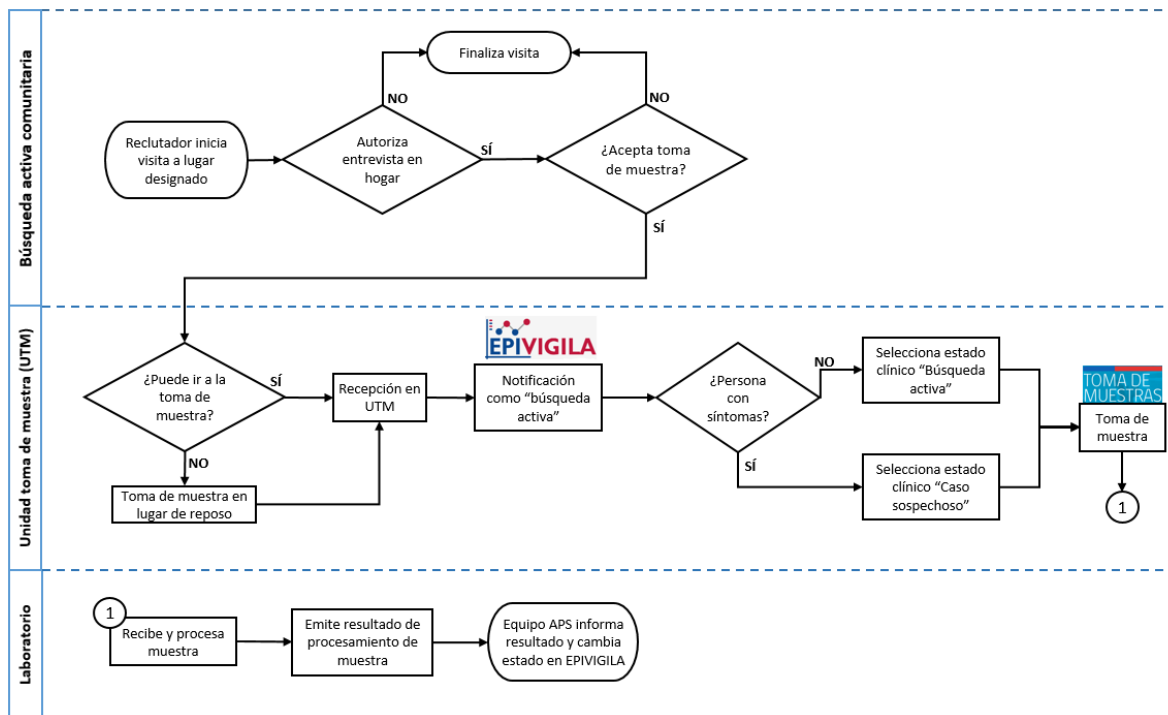 Búsqueda activa comunitaria
Finaliza visita
NO
NO
Reclutador inicia
visita a lugar
designado
Autoriza
entrevista en
hogar
SÍ
¿Acepta toma
de muestra?
SÍ
Unidad toma de muestra (UTM)
¿Puede ir a la
toma de
muestra?
SÍ
NO
Toma de muestra en
lugar de reposo
Recepción en
UTM
EPIVIGILA
Notificación
como “búsqueda
activa”
¿Persona
con
síntomas?
NO
SÍ
Selecciona estado
clínico “Búsqueda
activa”
Selecciona estado
clínico “Caso
sospechoso”
TOMA DE
MUESTRAS
Toma de
muestra
1
Laboratorio
1
Recibe y procesa
muestra
Emite resultado de
procesamiento de
muestra
Equipo APS informa
resultado y cambia
estado en EPIVIGILA